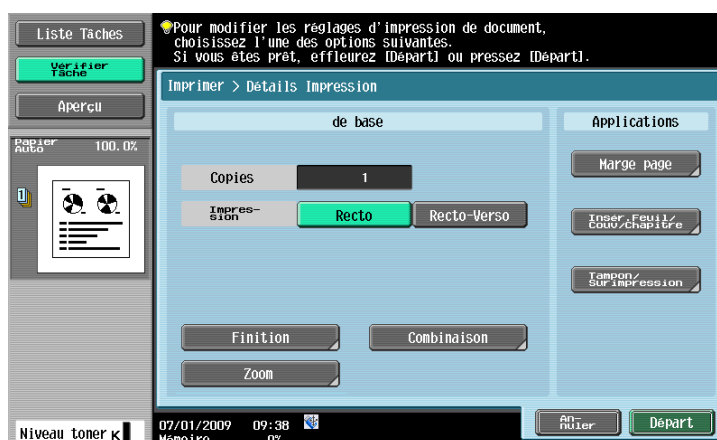 Liste Tâches
Vérifier
Tâche
Aperçu
Papier
Auto 100.0%
1
Niveau toner K
Pour modifier les réglages d'impression de document,
choisissez l'une des options suivantes.
Si vous êtes prêt, effleurez [Départ] ou pressez [Départ].
Imprimer > Détails Impression
de base
Copies 1
Impres-
sion
Recto Recto-Verso
Finition Combinaison
Zoom
Applications
Marge page
Insér.Feuil/
Couv/Chapitre
Tampon/
surimpression
07/01/2009 09:38
Mémoire 0%
An-
nuler
Départ